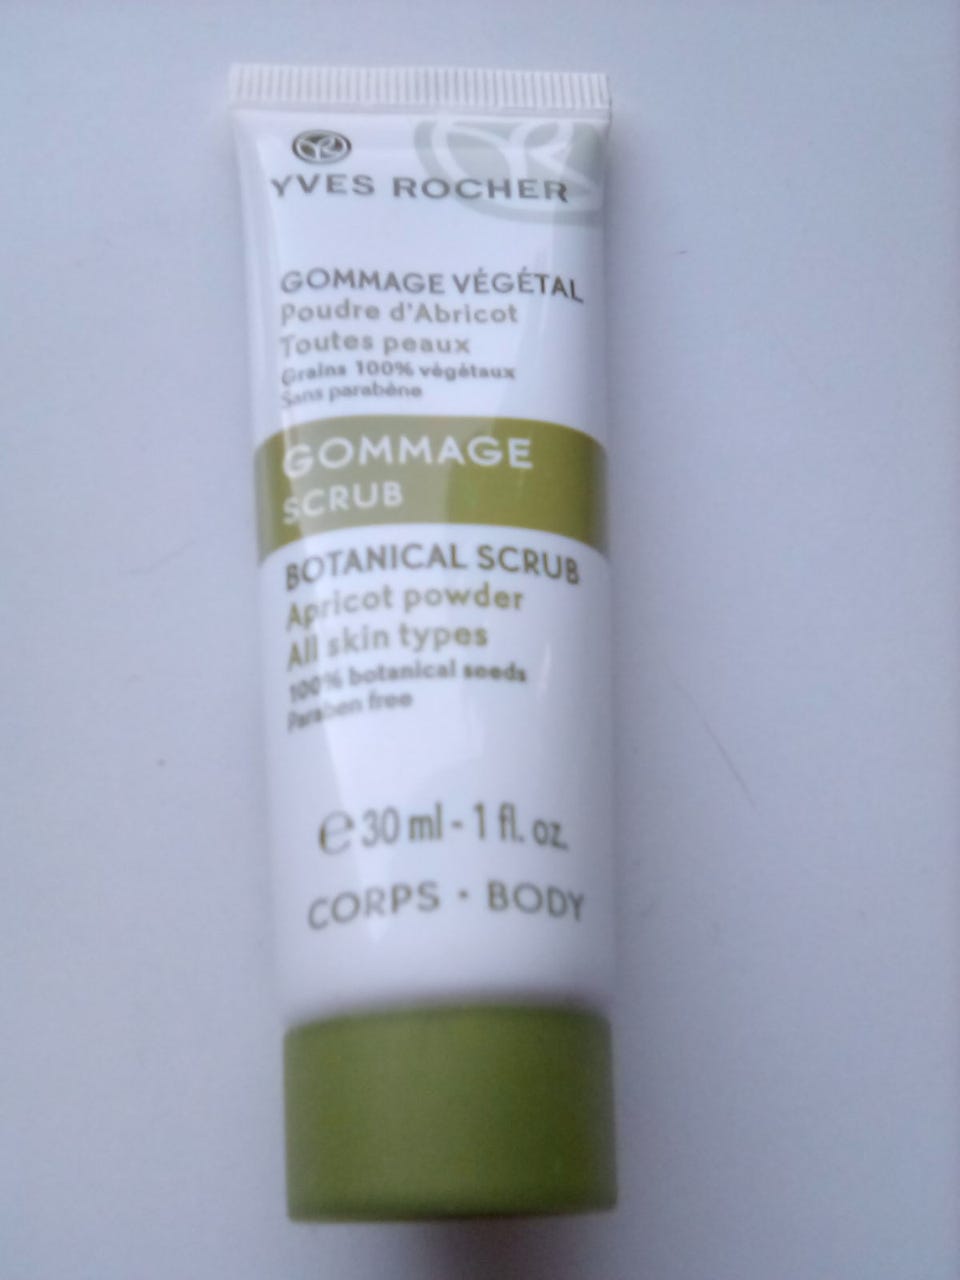 YVES ROCHER
GOMMAGE VÉGÉTAL
Poudre d'Abricot
Toutes peaux
Grains 100% végétaux
Sans parabène
GOMMAGE
SCRUB
BOTANICAL SCRUB
Apricot powder
All skin types
100% botanical seeds
Paraben free
℮ 30 ml - 1 fl. oz.
CORPS • BODY